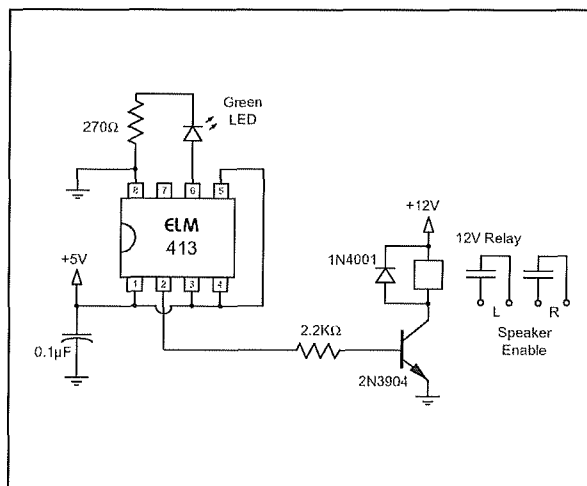 Green
LED
270Ω
8 7 6 5
ELM
413
+5V
1 2 3 4
0.1µF
+12V
12V Relay
1N4001
L R
Speaker
Enable
2.2KΩ
2N3904